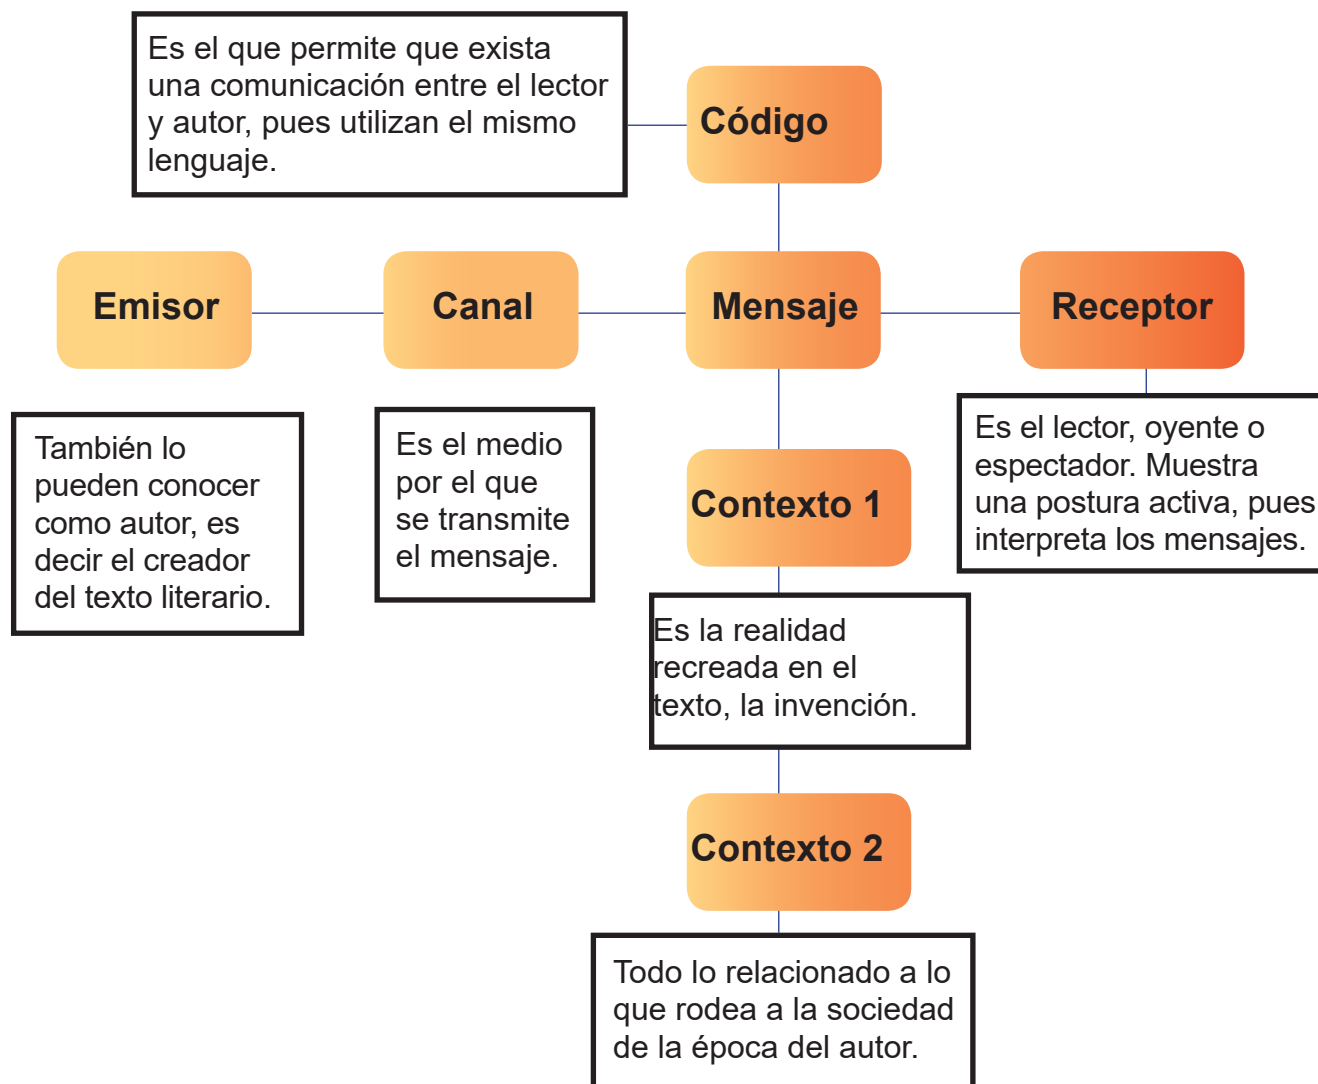 Es el que permite que exista
una comunicación entre el lector
y autor, pues utilizan el mismo
lenguaje.
Código
Emisor
Canal
Mensaje
Receptor
También lo
pueden conocer
como autor, es
decir el creador
del texto literario.
Es el medio
por el que
se transmite
el mensaje.
Contexto 1
Es el lector, oyente o
espectador. Muestra
una postura activa, pues
interpreta los mensajes.
Es la realidad
recreada en el
texto, la invención.
Contexto 2
Todo lo relacionado a lo
que rodea a la sociedad
de la época del autor.